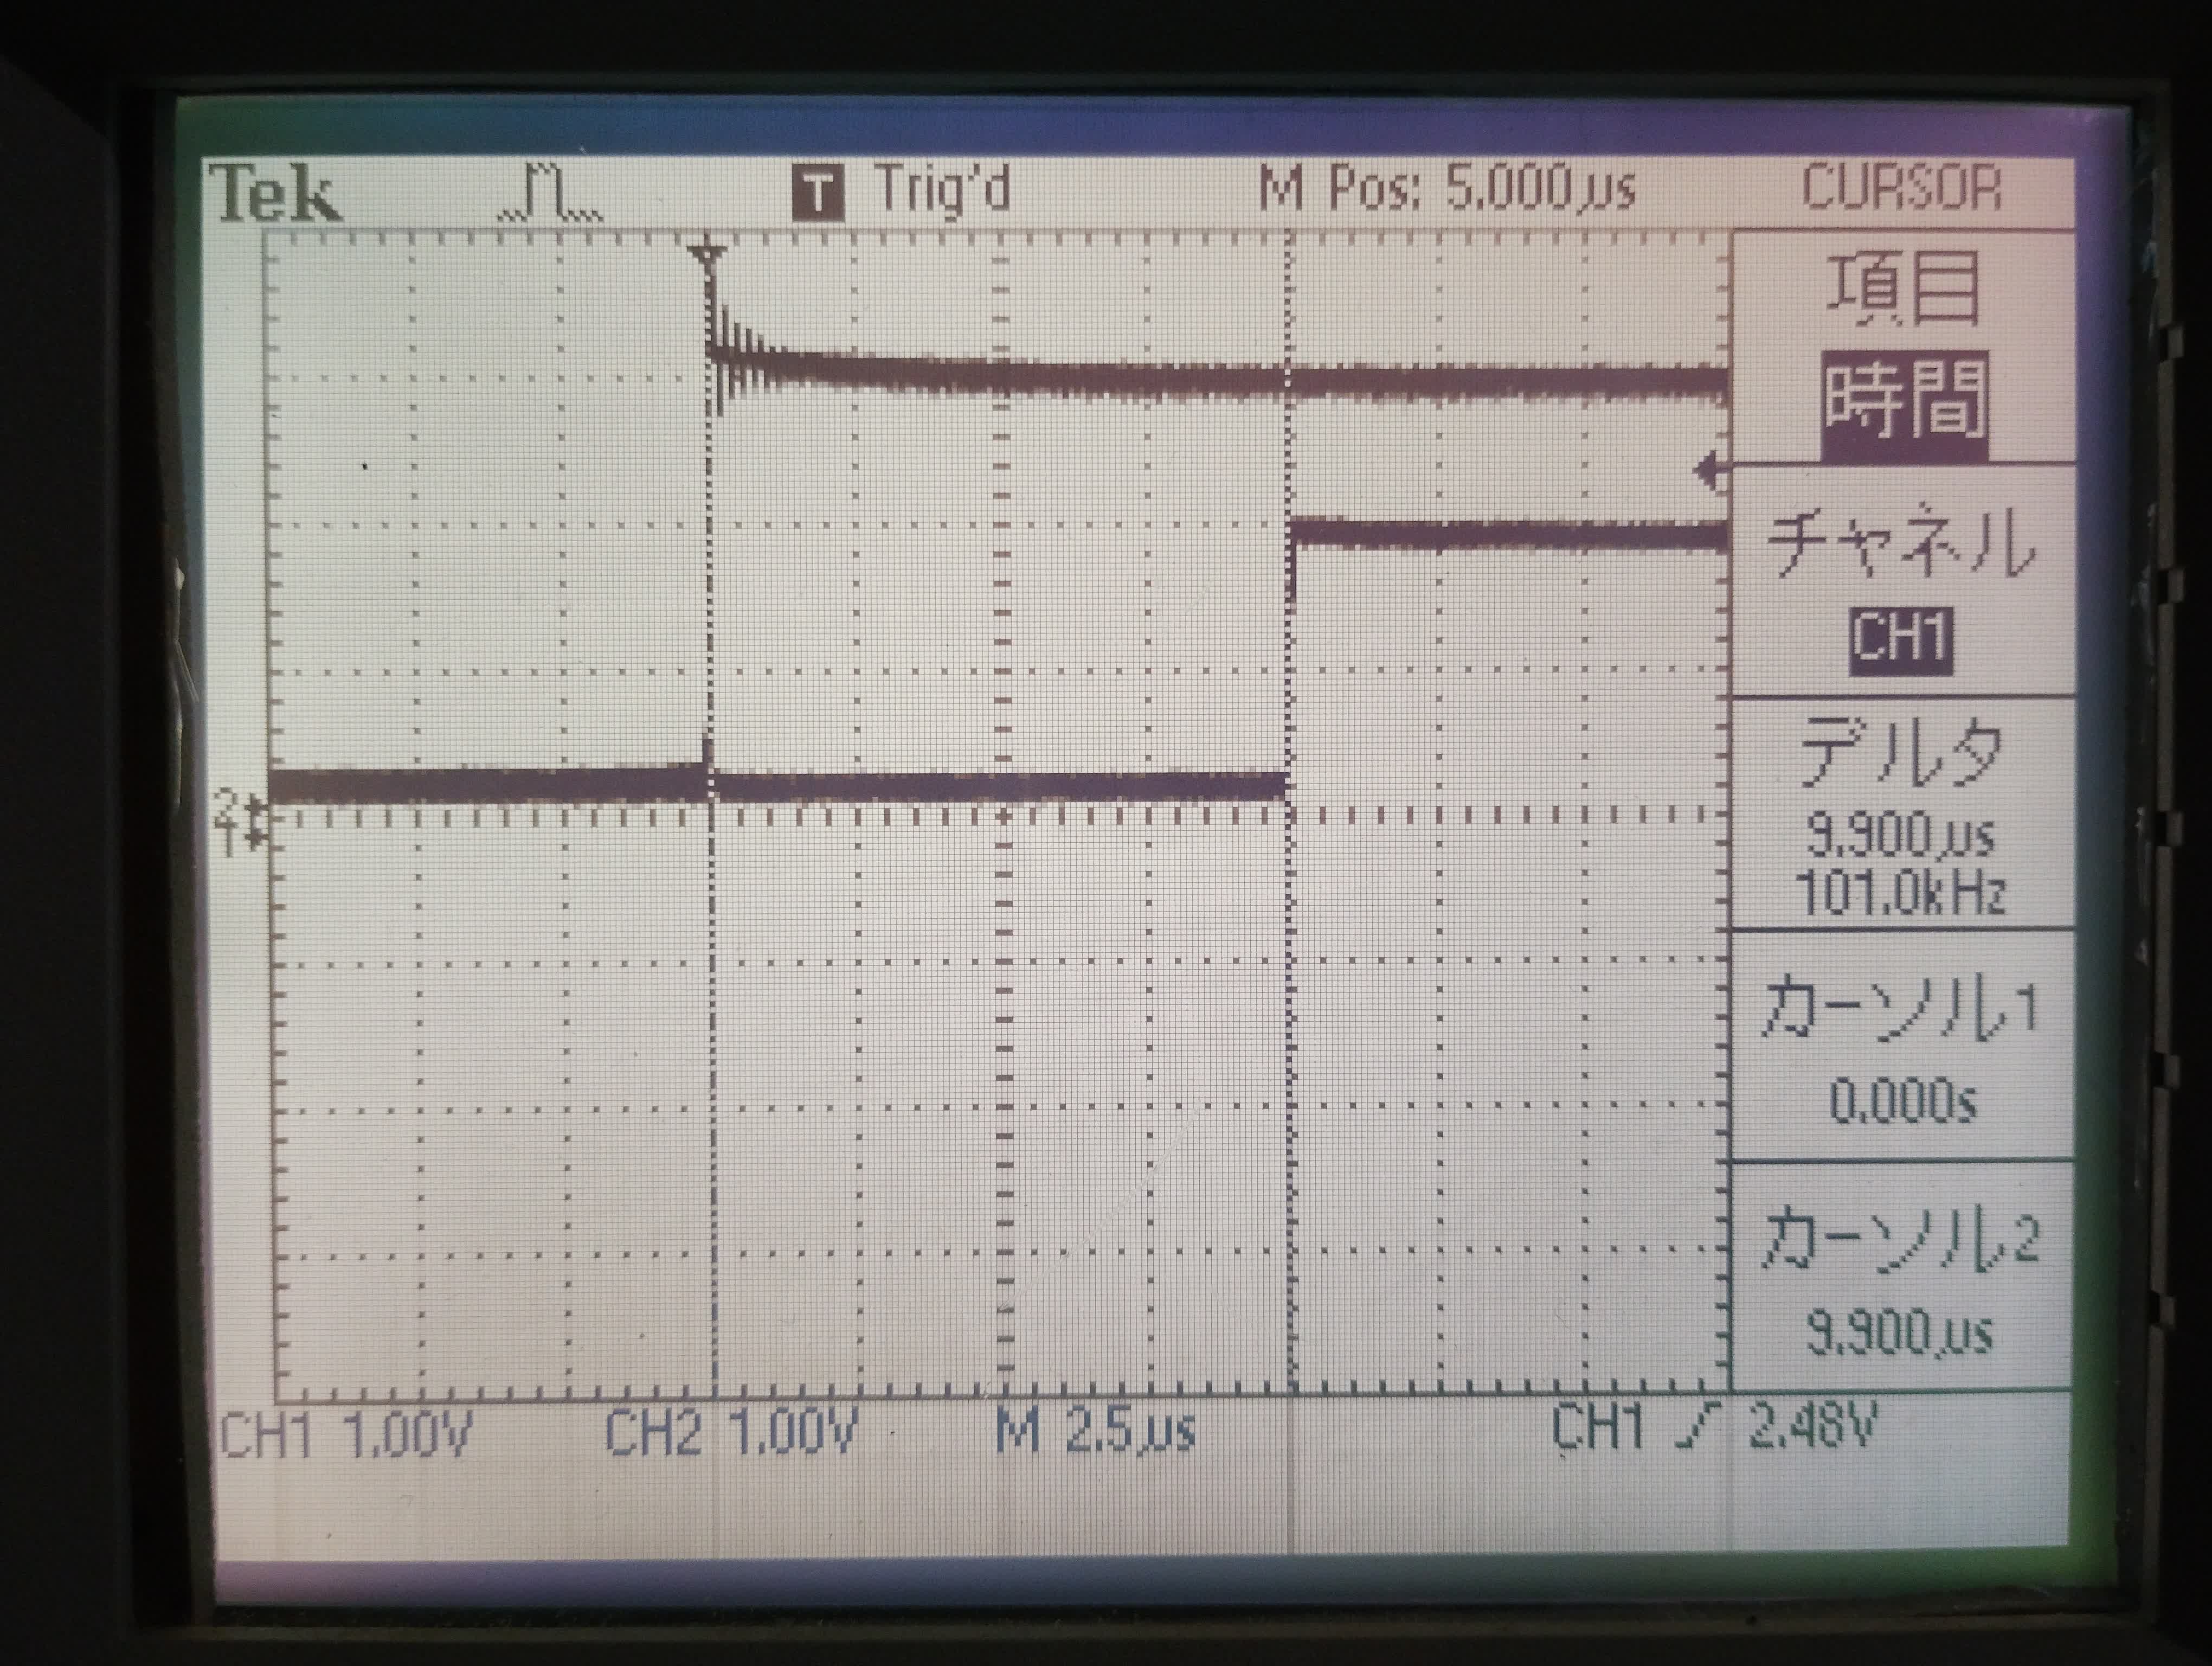 Tek T Trig'd M Pos: 5.000µs CURSOR
項目
時間
チャネル
CH1
デルタ
9.900µs
101.0kHz
カーソル1
0.000s
カーソル2
9.900µs
2
1
CH1 1.00V CH2 1.00V M 2.5µs CH1 2.48V